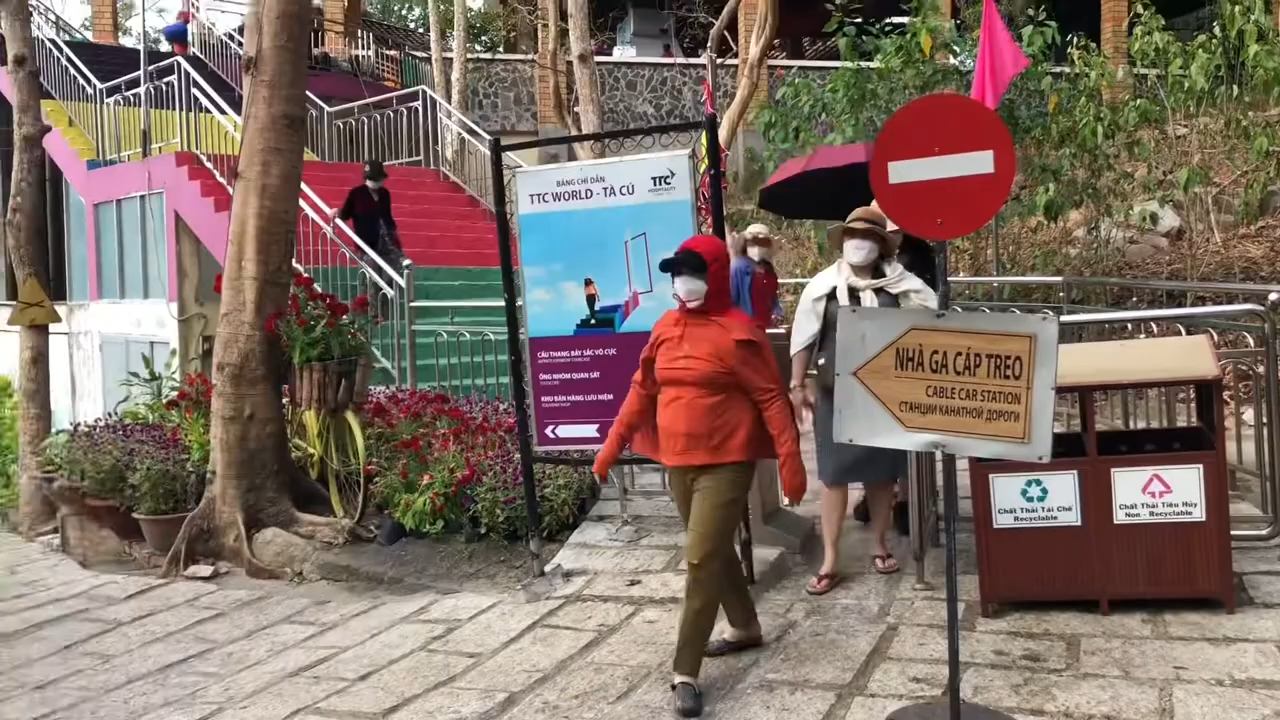 BẢNG CHỈ DẪN
TTC WORLD - TÀ CÚ
TTC
HOSPITALITY
CẦU THANG BẢY SẮC VÔ CỰC
ỐNG NHÒM QUAN SÁT
KHU BÁN HÀNG LƯU NIỆM
SOUVENIR SHOP
NHÀ GA CÁP TREO
CABLE CAR STATION
СТАНЦИИ КАНАТНОЙ ДОРОГИ
Chất Thải Tái Chế
Recyclable
Chất Thải Tiêu Hủy
Non - Recyclable